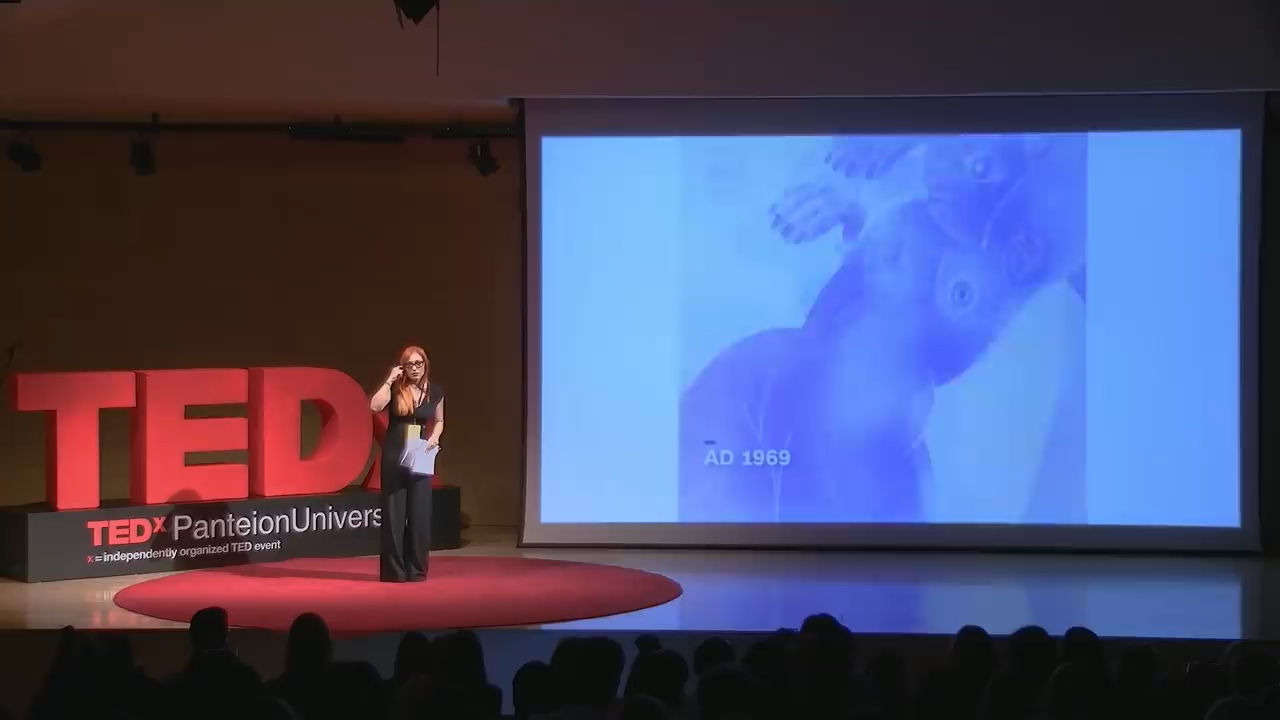 TEDx
TEDx PanteionUnivers
x = independently organized TED event
AD 1969